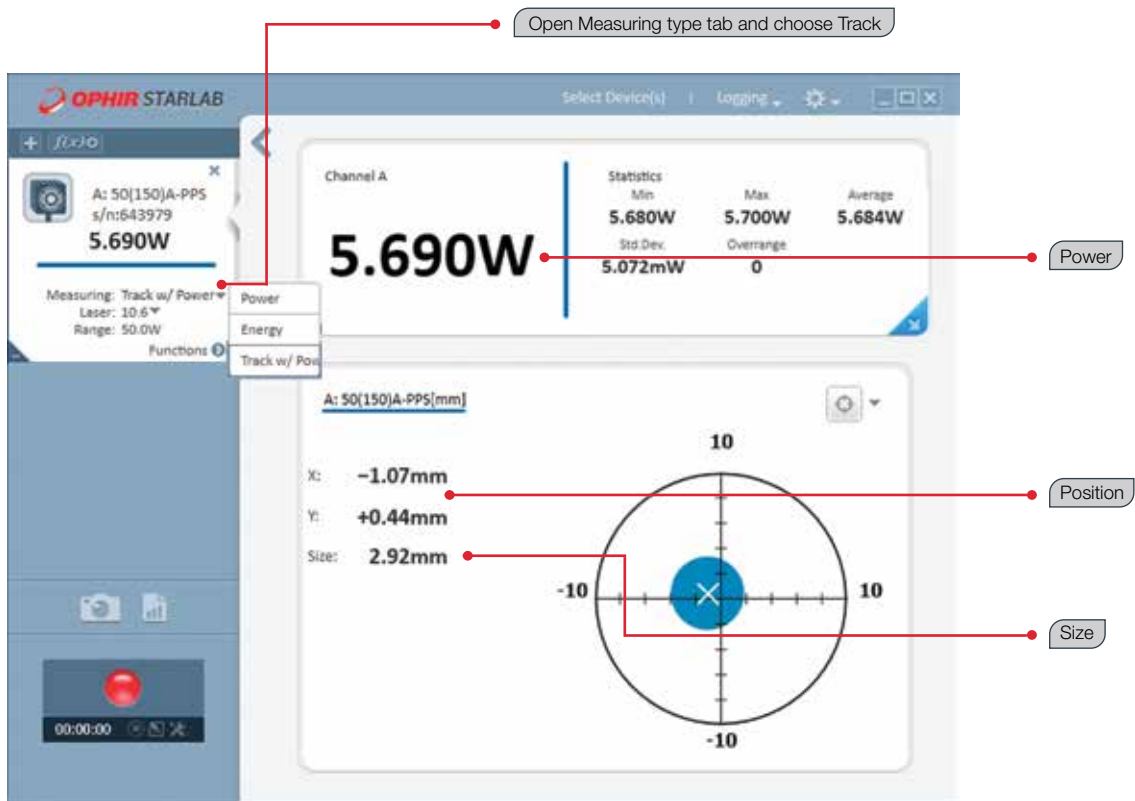 Open Measuring type tab and choose Track
OPHIR STARLAB
Select Device(s) | Logging
f(x)
A: 50(150)A-PPS
s/n:643979
5.690W
Measuring: Track w/ Power
Laser: 10.6
Range: 50.0W
Functions
Power
Energy
Track w/ Pow
Channel A
5.690W
Statistics
Min Max Average
5.680W 5.700W 5.684W
Std.Dev. Overrange
5.072mW 0
Power
A: 50(150)A-PPS[mm]
X: −1.07mm
Y: +0.44mm
Size: 2.92mm
10
-10
10
-10
Position
Size
00:00:00